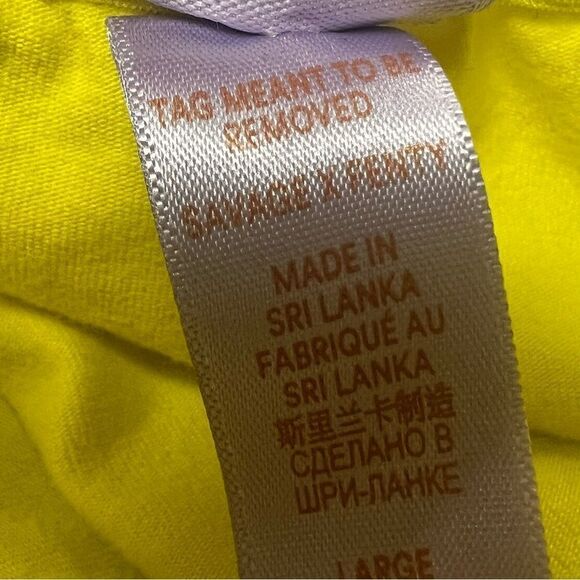 TAG MEANT TO BE
REMOVED
SAVAGE X FENTY
MADE IN
SRI LANKA
FABRIQUÉ AU
SRI LANKA
斯里兰卡制造
СДЕЛАНО В
ШРИ-ЛАНКЕ
LARGE